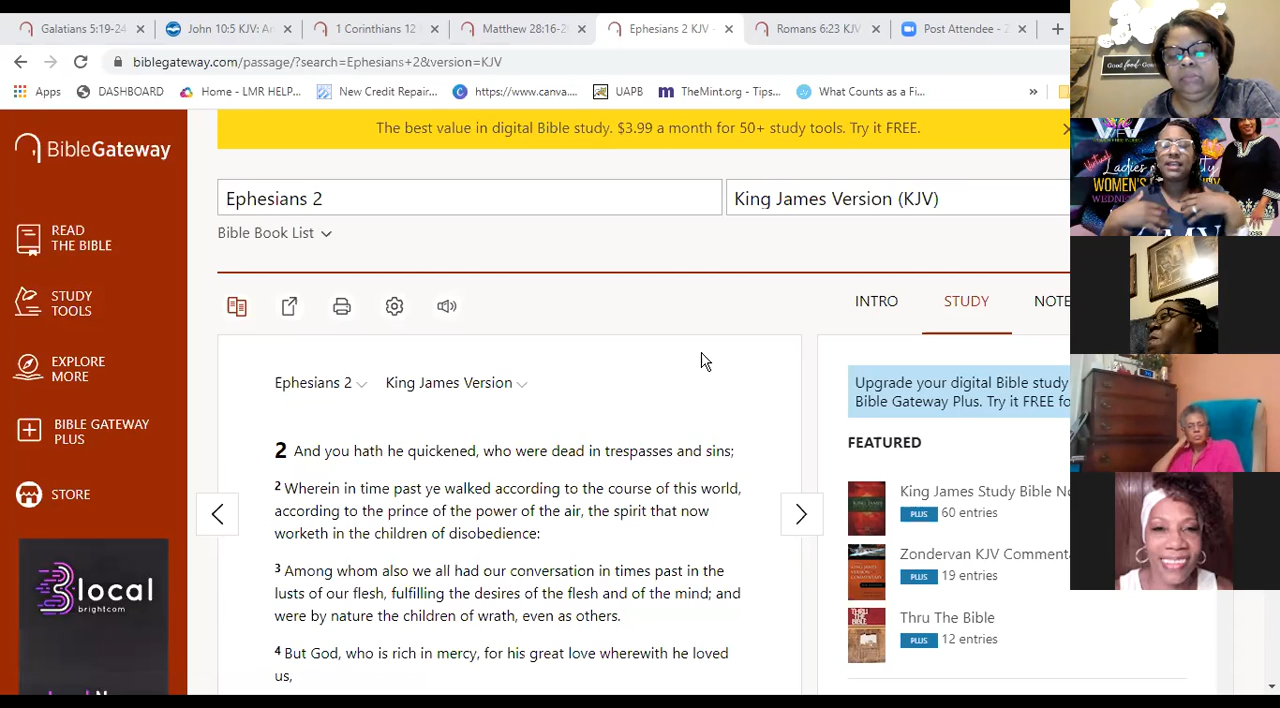 Galatians 5:19-24
John 10:5 KJV: A
1 Corinthians 12
Matthew 28:16-2
Ephesians 2 KJV -
Romans 6:23 KJV
Post Attendee - 2
biblegateway.com/passage/?search=Ephesians+2&version=KJV
Apps
DASHBOARD
Home - LMR HELP...
New Credit Repair...
https://www.canva....
UAPB
TheMint.org - Tips...
What Counts as a Fi...
»
The best value in digital Bible study. $3.99 a month for 50+ study tools. Try it FREE.
BibleGateway
Ephesians 2
King James Version (KJV)
Bible Book List
READ
THE BIBLE
STUDY
TOOLS
EXPLORE
MORE
BIBLE GATEWAY
PLUS
STORE
local
brightcom
INTRO
STUDY
NOTE
Ephesians 2
King James Version
2 And you hath he quickened, who were dead in trespasses and sins;
2 Wherein in time past ye walked according to the course of this world,
according to the prince of the power of the air, the spirit that now
worketh in the children of disobedience:
3 Among whom also we all had our conversation in times past in the
lusts of our flesh, fulfilling the desires of the flesh and of the mind; and
were by nature the children of wrath, even as others.
4 But God, who is rich in mercy, for his great love wherewith he loved
us,
Upgrade your digital Bible study
Bible Gateway Plus. Try it FREE fo
FEATURED
King James Study Bible No
PLUS 60 entries
Zondervan KJV Commenta
PLUS 19 entries
Thru The Bible
PLUS 12 entries
Good food-Goo
Virtual
Ladies
WOMEN'S
WEDNES